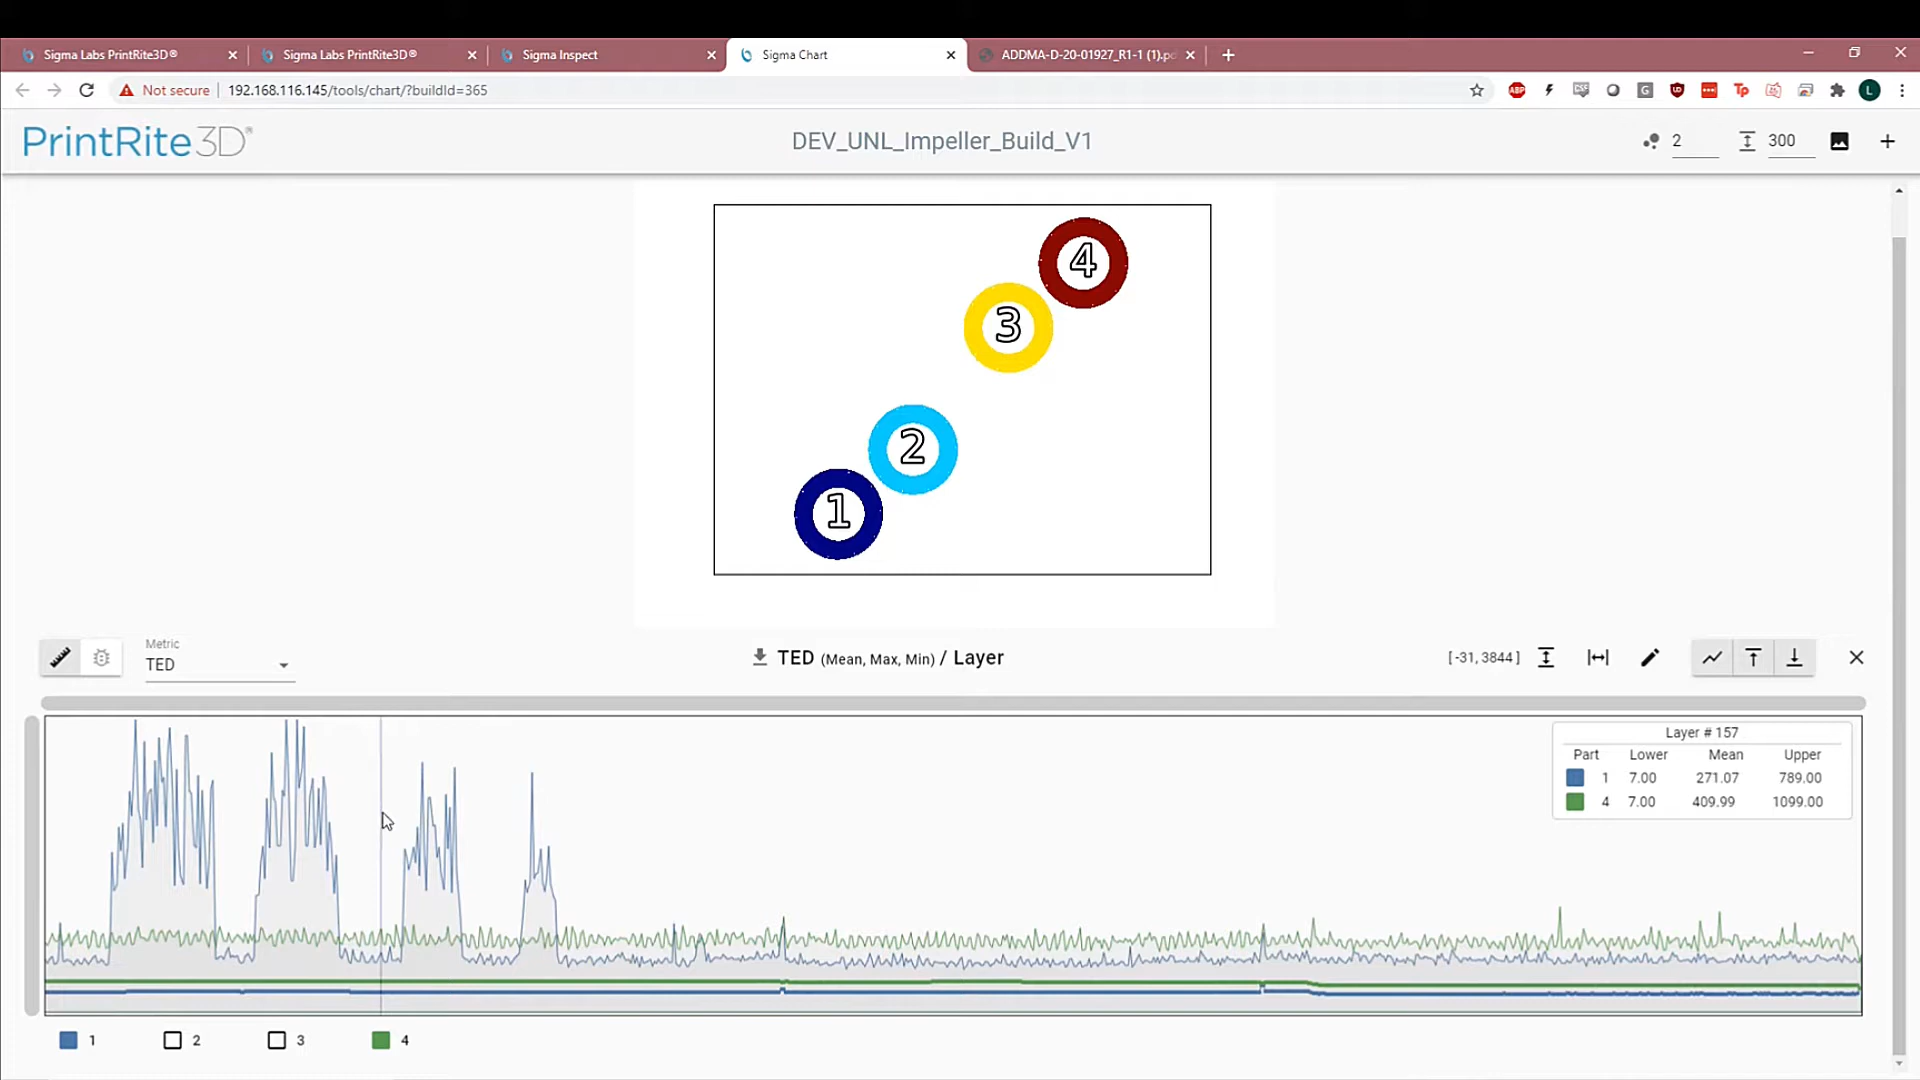 Sigma Labs PrintRite3D®
Sigma Labs PrintRite3D®
Sigma Inspect
Sigma Chart
ADDMA-D-20-01927_R1-1 (1).pd
Not secure
192.168.116.145/tools/chart/?buildId=365
ABP
G
Tp
L
PrintRite3D®
DEV_UNL_Impeller_Build_V1
2
300
4
3
2
1
Metric
TED
TED (Mean, Max, Min) / Layer
[-31, 3844]
Layer # 157
Part Lower Mean Upper
1 7.00 271.07 789.00
4 7.00 409.99 1099.00
1 2 3 4